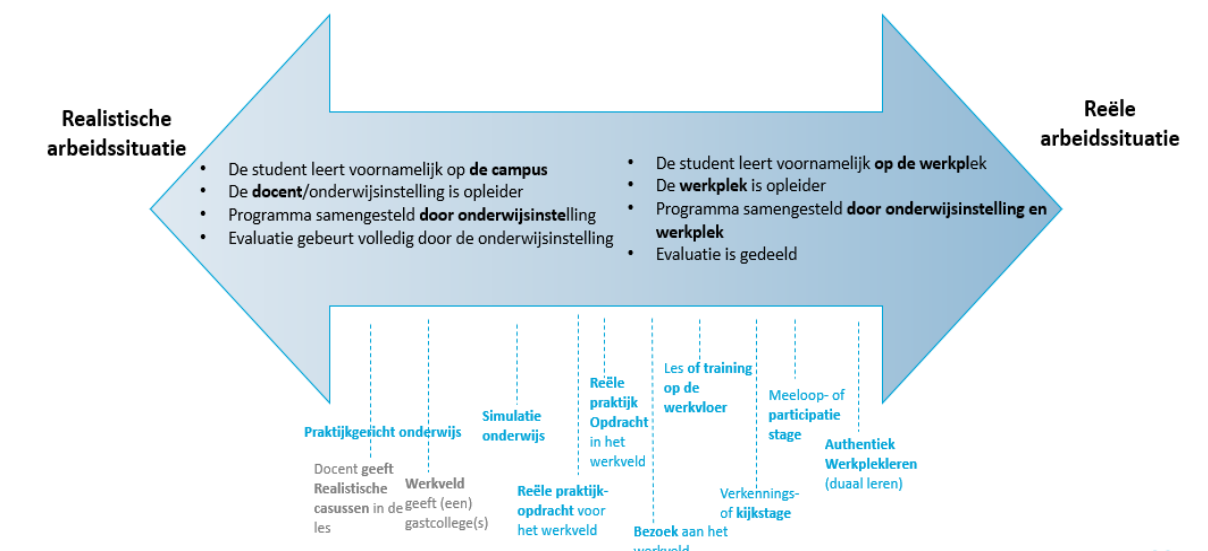 Realistische
arbeidssituatie
• De student leert voornamelijk op de campus
• De docent/onderwijsinstelling is opleider
• Programma samengesteld door onderwijsinstelling
• Evaluatie gebeurt volledig door de onderwijsinstelling
• De student leert voornamelijk op de werkplek
• De werkplek is opleider
• Programma samengesteld door onderwijsinstelling en
werkplek
• Evaluatie is gedeeld
Reële
arbeidssituatie
Praktijkgericht onderwijs
Docent geeft
Realistische
casussen in de
les
Werkveld
geeft (een)
gastcollege(s)
Simulatie
onderwijs
Reële praktijk-
opdracht voor
het werkveld
Reële
praktijk
Opdracht
in het
werkveld
Bezoek aan het
werkveld
Les of training
op de
werkvloer
Verkennings-
of kijkstage
Meeloop- of
participatie
stage
Authentiek
Werkplekleren
(duaal leren)